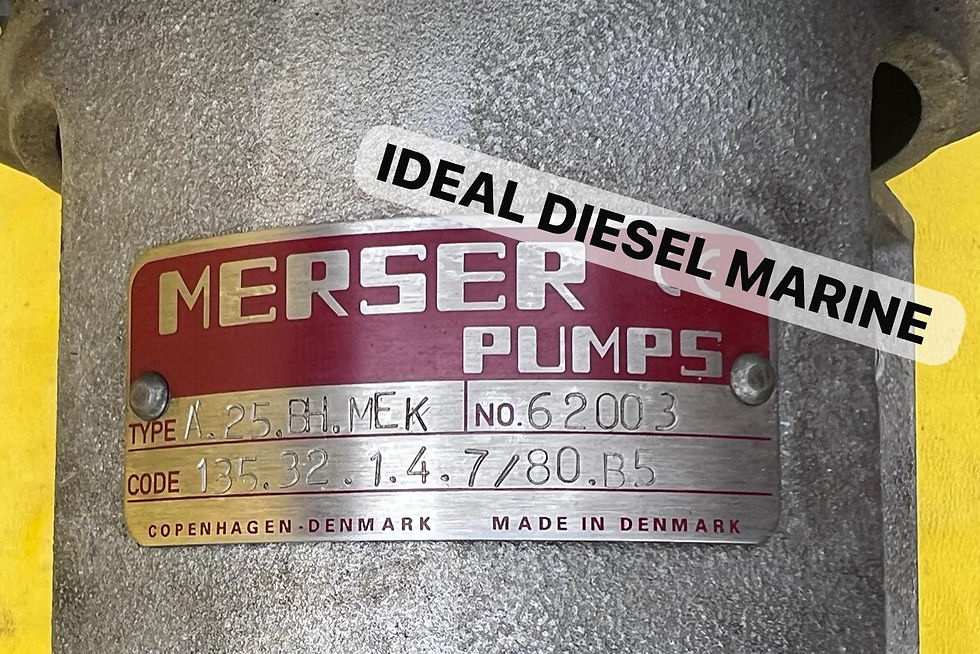 IDEAL DIESEL MARINE
MERSER
PUMPS
TYPE A.25.BH.MEK NO.62003
CODE 135.32.1.4.7/80.B5
COPENHAGEN-DENMARK MADE IN DENMARK